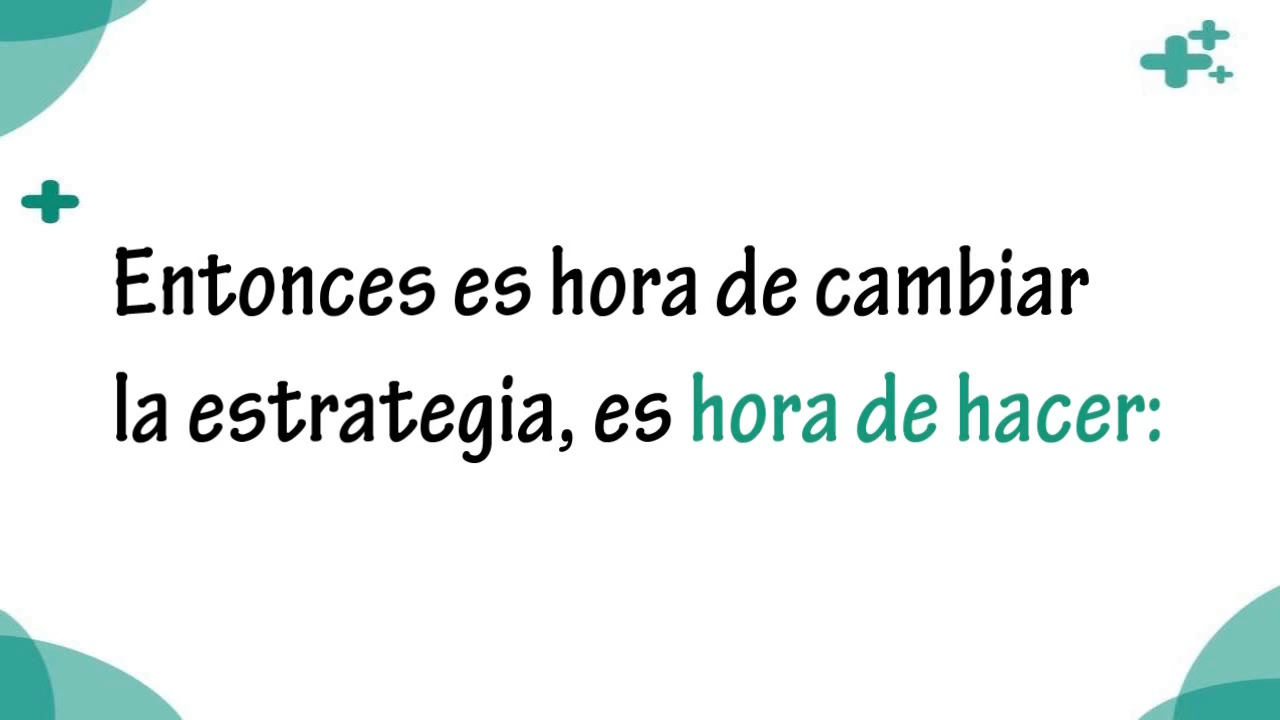 Entonces es hora de cambiar
la estrategia, es hora de hacer: